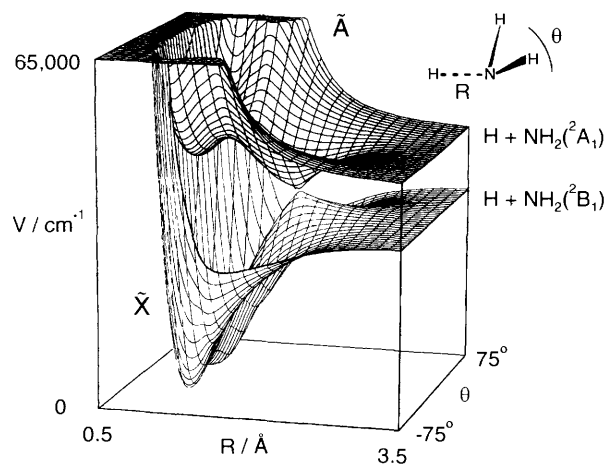 Ã
H
H
θ
H
N
R
65,000
H + NH₂(²A₁)
H + NH₂(²B₁)
V / cm⁻¹
X̃
75°
θ
0
-75°
0.5
R / Å
3.5